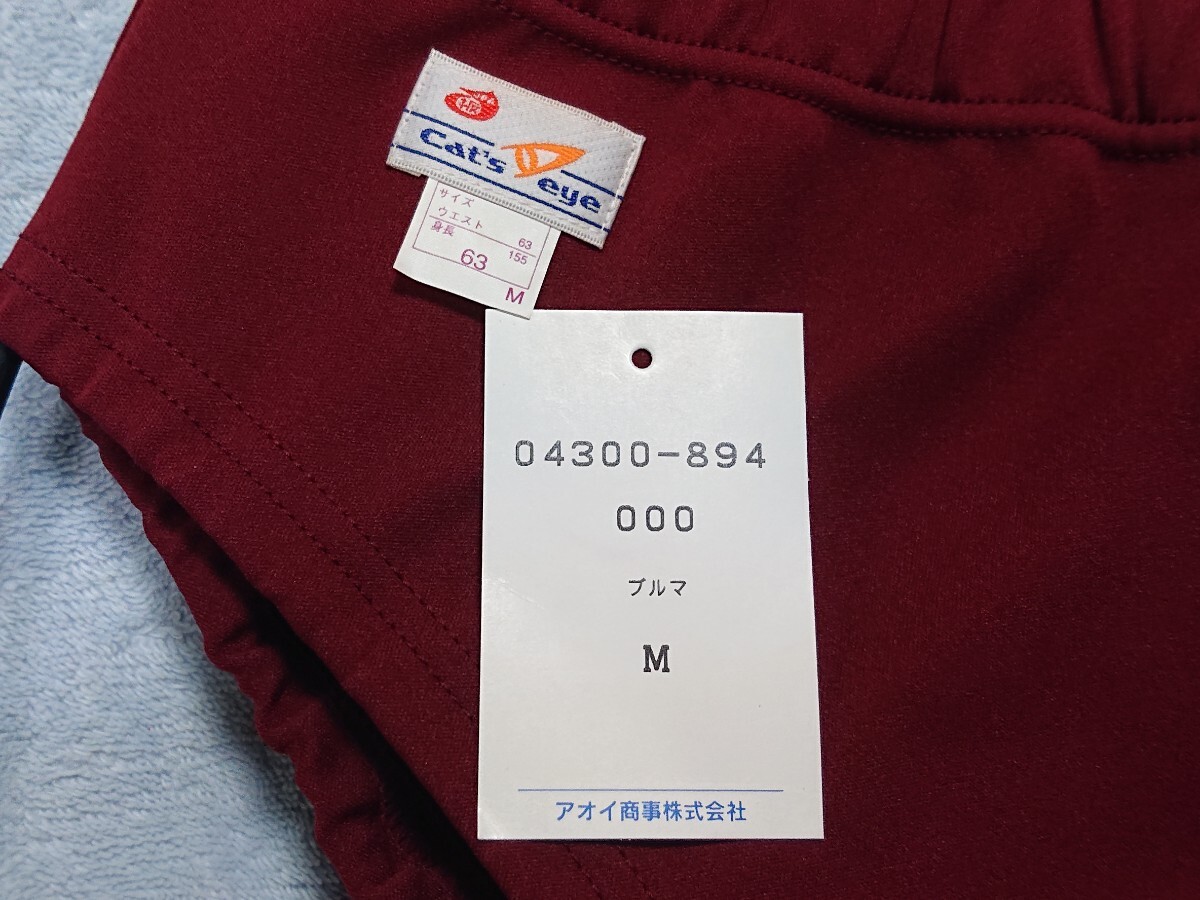 HK
Cat's eye
サイズ
ウエスト 63
身長 155
63
M
04300-894
000
ブルマ
M
アオイ商事株式会社